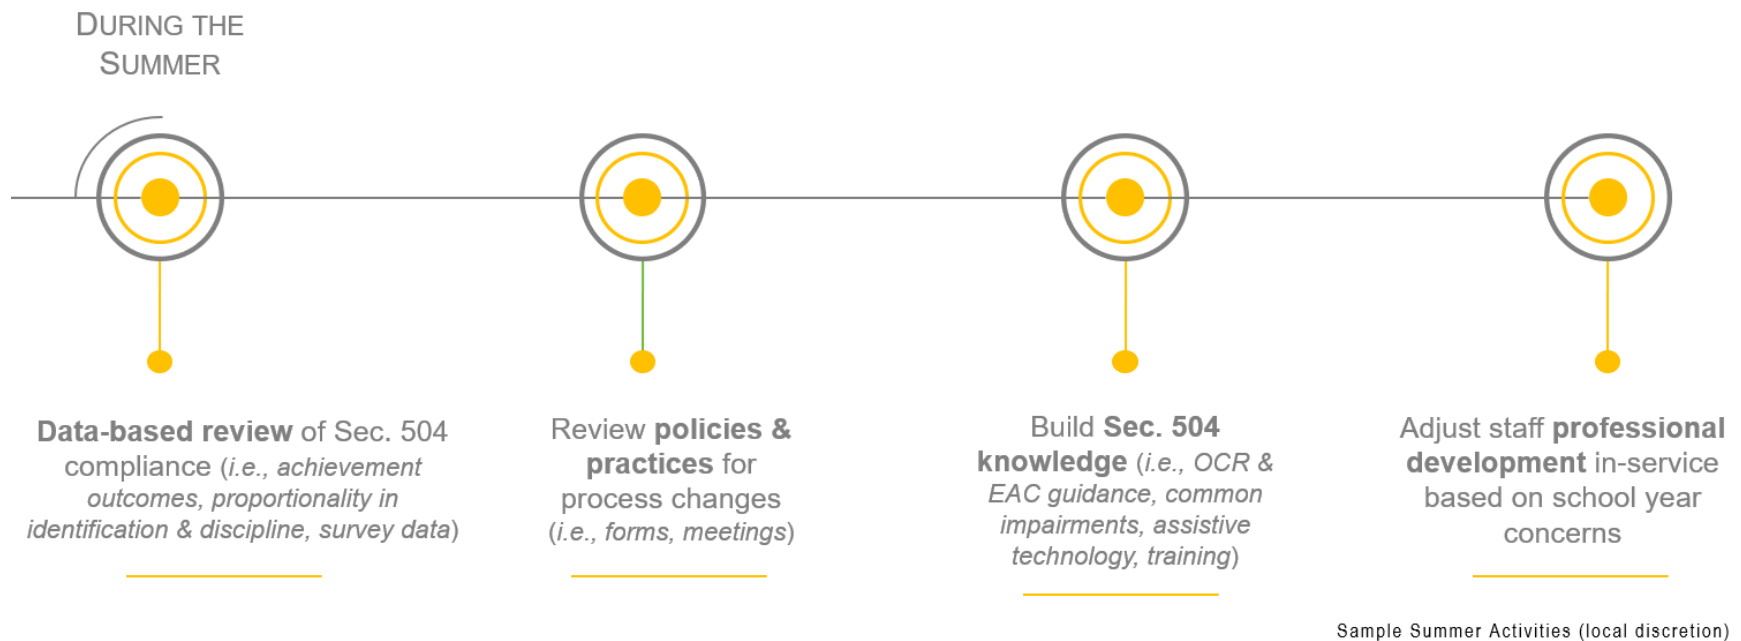 DURING THE
SUMMER
Data-based review of Sec. 504
compliance (i.e., achievement
outcomes, proportionality in
identification & discipline, survey data)
Review policies &
practices for
process changes
(i.e., forms, meetings)
Build Sec. 504
knowledge (i.e., OCR &
EAC guidance, common
impairments, assistive
technology, training)
Adjust staff professional
development in-service
based on school year
concerns
Sample Summer Activities (local discretion)